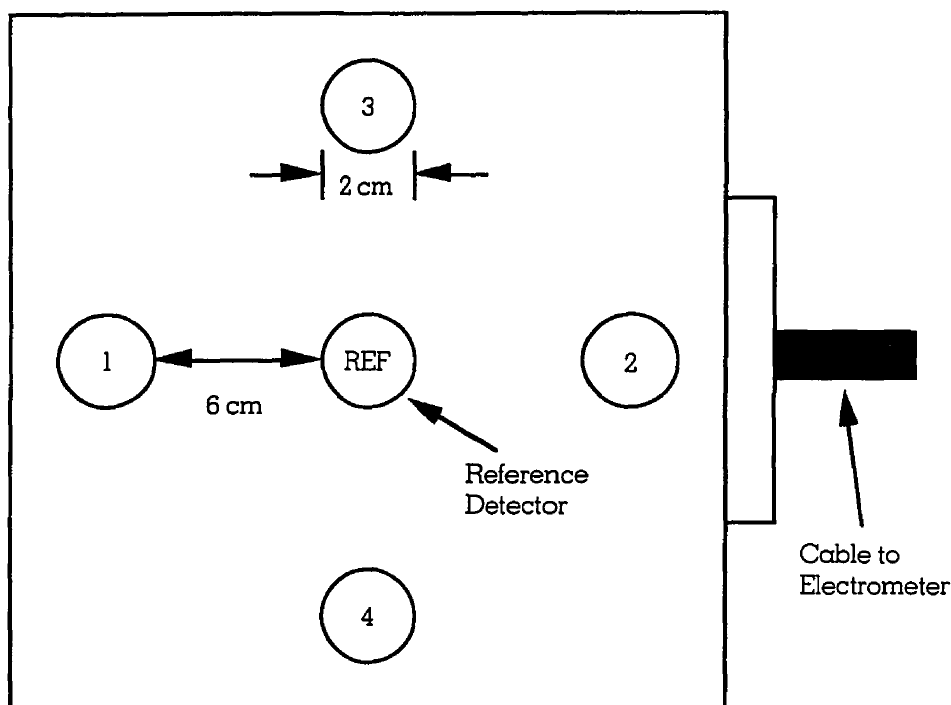 3
2 cm
1
REF
2
6 cm
Reference
Detector
Cable to
Electrometer
4